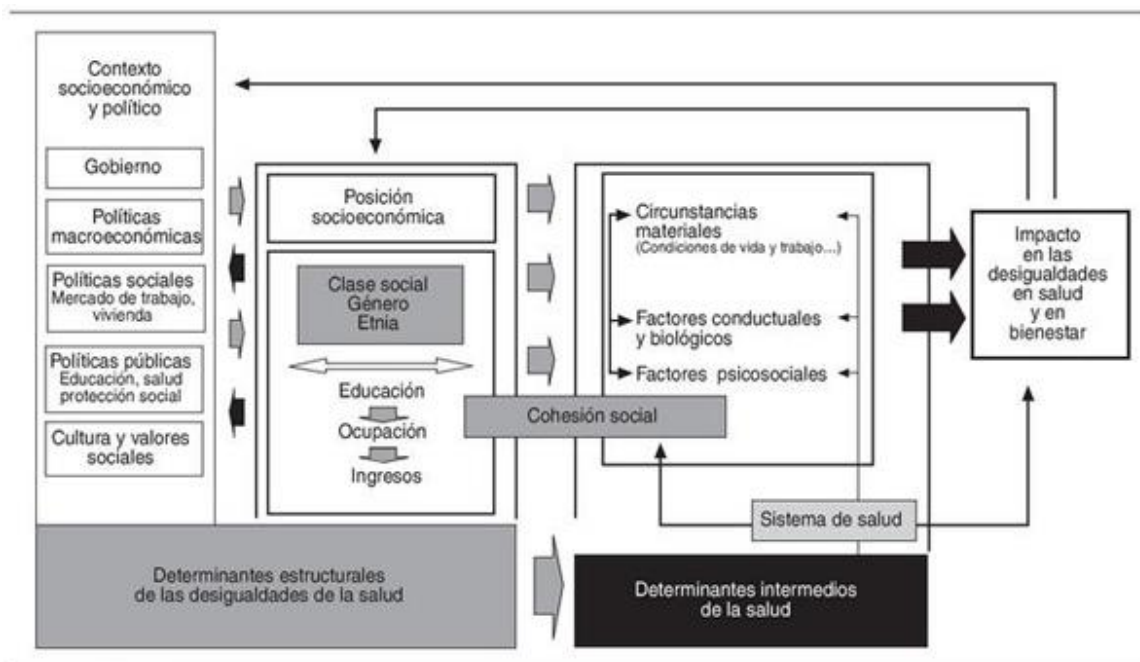 Contexto
socioeconómico
y político
Gobierno
Políticas
macroeconómicas
Políticas sociales
Mercado de trabajo,
vivienda
Políticas públicas
Educación, salud
protección social
Cultura y valores
sociales
Posición
socioeconómica
Clase social
Género
Etnia
Educación
Ocupación
Ingresos
Cohesión social
Circunstancias
materiales
(Condiciones de vida y trabajo...)
Factores conductuales
y biológicos
Factores psicosociales
Sistema de salud
Impacto
en las
desigualdades
en salud
y en
bienestar
Determinantes estructurales
de las desigualdades de la salud
Determinantes intermedios
de la salud